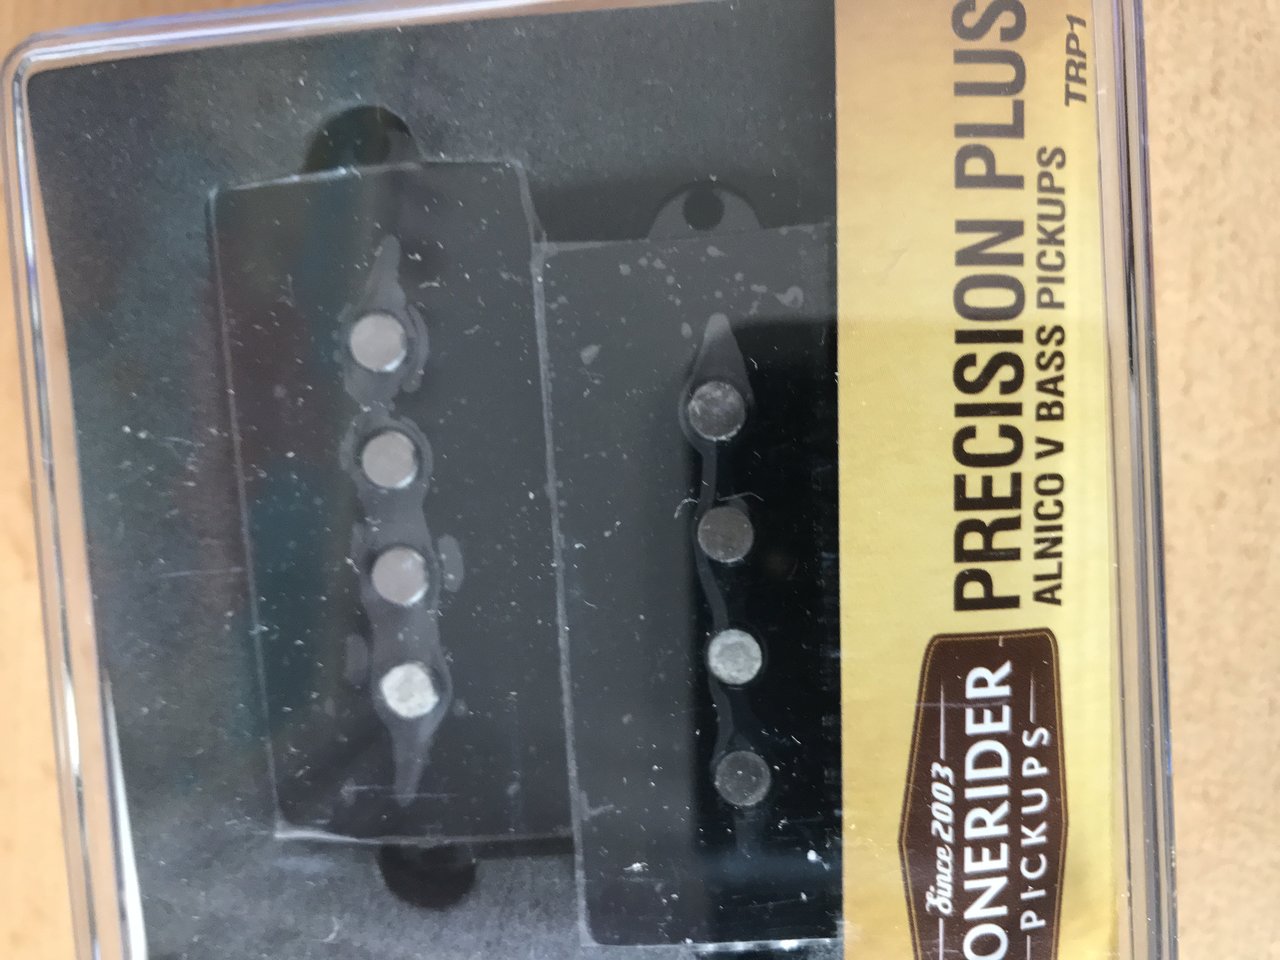 PRECISION PLUS
ALNICO V BASS PICKUPS
TRP1
Since 2003
ONERIDER
PICKUPS